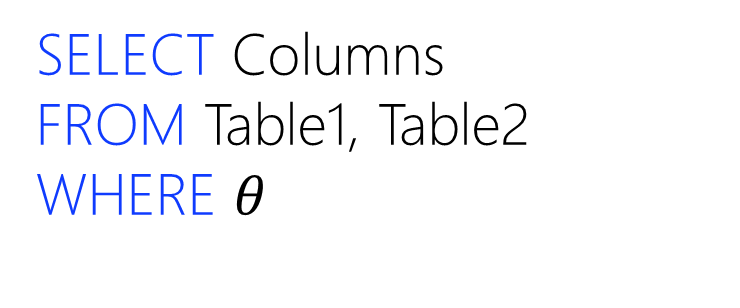 SELECT Columns
FROM Table1, Table2
WHERE θ